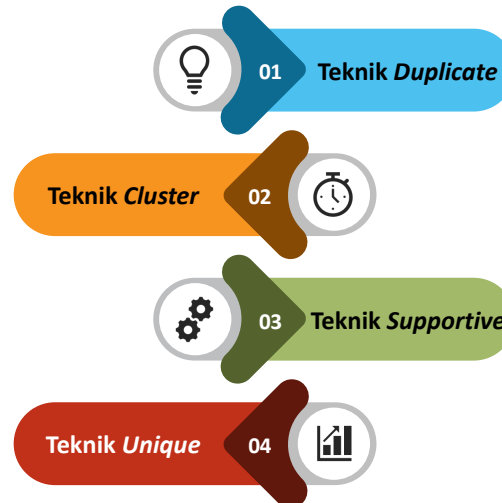 01 Teknik Duplicate
Teknik Cluster 02
03 Teknik Supportive
Teknik Unique 04